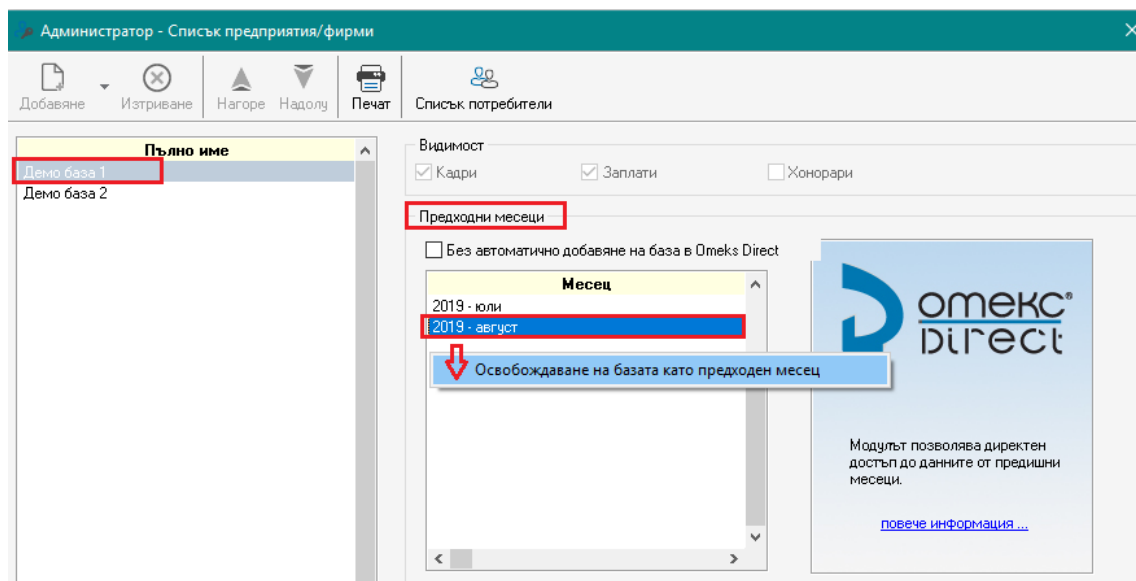 Администратор - Списък предприятия/фирми
Добавяне Изтриване Нагоре Надолу Печат Списък потребители
Пълно име
Демо база 1
Демо база 2
Видимост
Кадри Заплати Хонорари
Предходни месеци
Без автоматично добавяне на база в Omeks Direct
Месец
2019 - юли
2019 - август
Освобождаване на базата като предходен месец
омекс®
Direct
Модулът позволява директен
достъп до данните от предишни
месеци.
повече информация ...